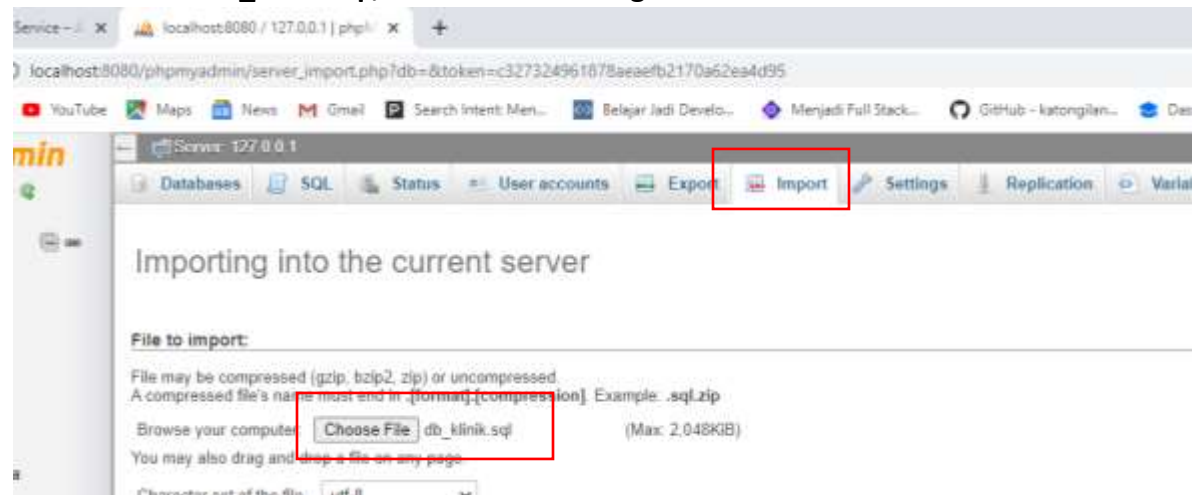 Service –
localhost:8080 / 127.0.0.1 | php
localhost:8080/phpmyadmin/server_import.php?db=&token=c327324961878aeaefb2170a62ea4d95
YouTube Maps News Gmail Search Intent: Men... Belajar Jadi Develo... Menjadi Full Stack... GitHub - katongilan...
min
Server: 127.0.0.1
Databases SQL Status User accounts Export Import Settings Replication
Importing into the current server
File to import:
File may be compressed (gzip, bzip2, zip) or uncompressed.
A compressed file's name must end in .[format].[compression]. Example: .sql.zip
Browse your computer: Choose File db_klinik.sql (Max: 2,048KiB)
You may also drag and drop a file on any page.
Character set of the file: utf-8